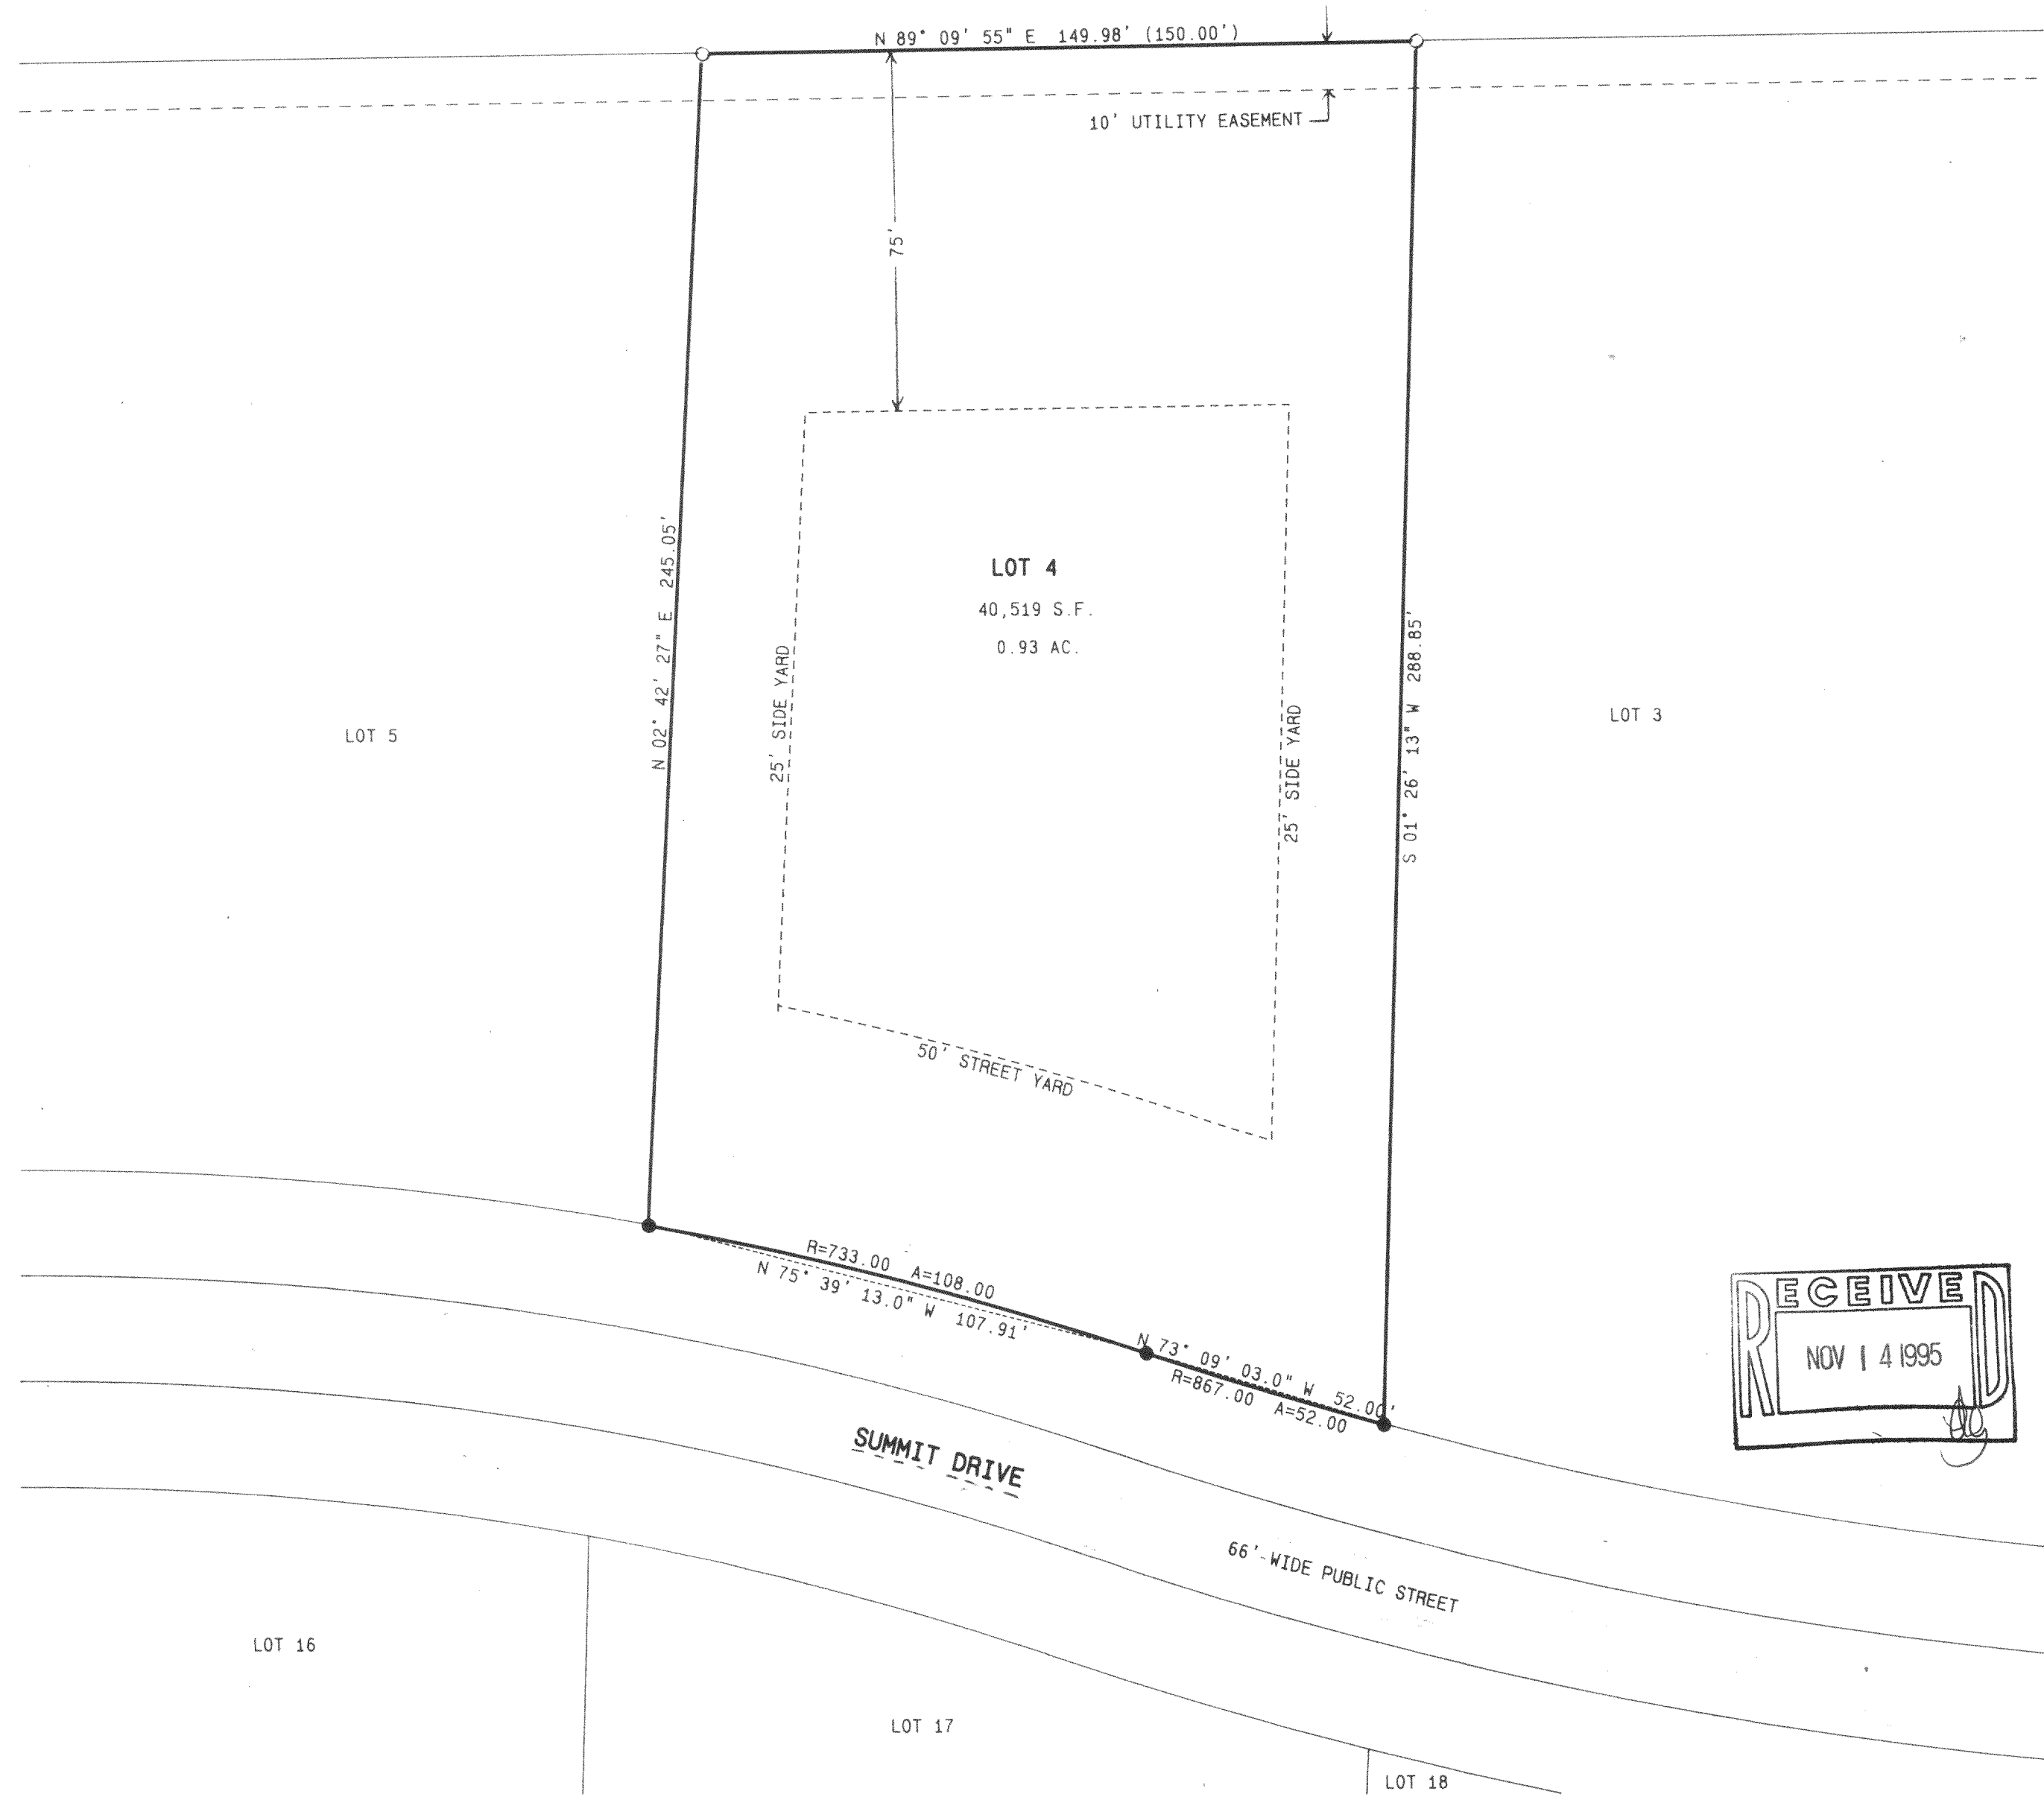 N 89° 09' 55" E 149.98' (150.00')
10' UTILITY EASEMENT
75'
LOT 4
40,519 S.F.
0.93 AC.
N 02° 42' 27" E 245.05'
25' SIDE YARD
25' SIDE YARD
S 01° 26' 13" W 288.85'
LOT 5
LOT 3
50' STREET YARD
R=733.00 A=108.00
N 75° 39' 13.0" W 107.91'
N 73° 09' 03.0" W 52.00'
R=867.00 A=52.00
RECEIVED
NOV 14 1995
SUMMIT DRIVE
66'-WIDE PUBLIC STREET
LOT 16
LOT 17
LOT 18